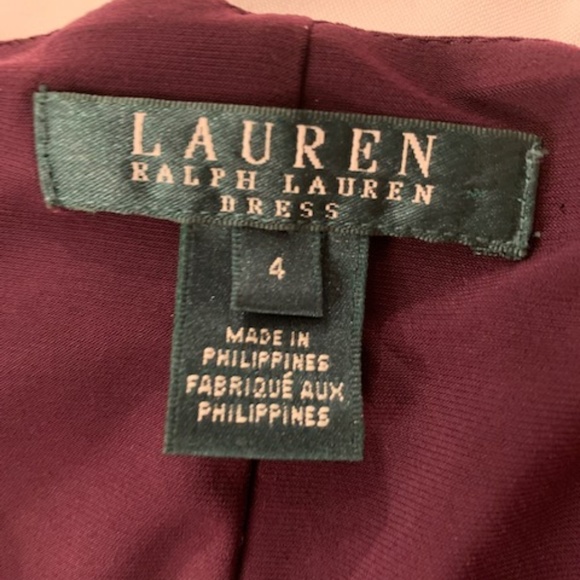 LAUREN
RALPH LAUREN
DRESS
4
MADE IN
PHILIPPINES
FABRIQUÉ AUX
PHILIPPINES